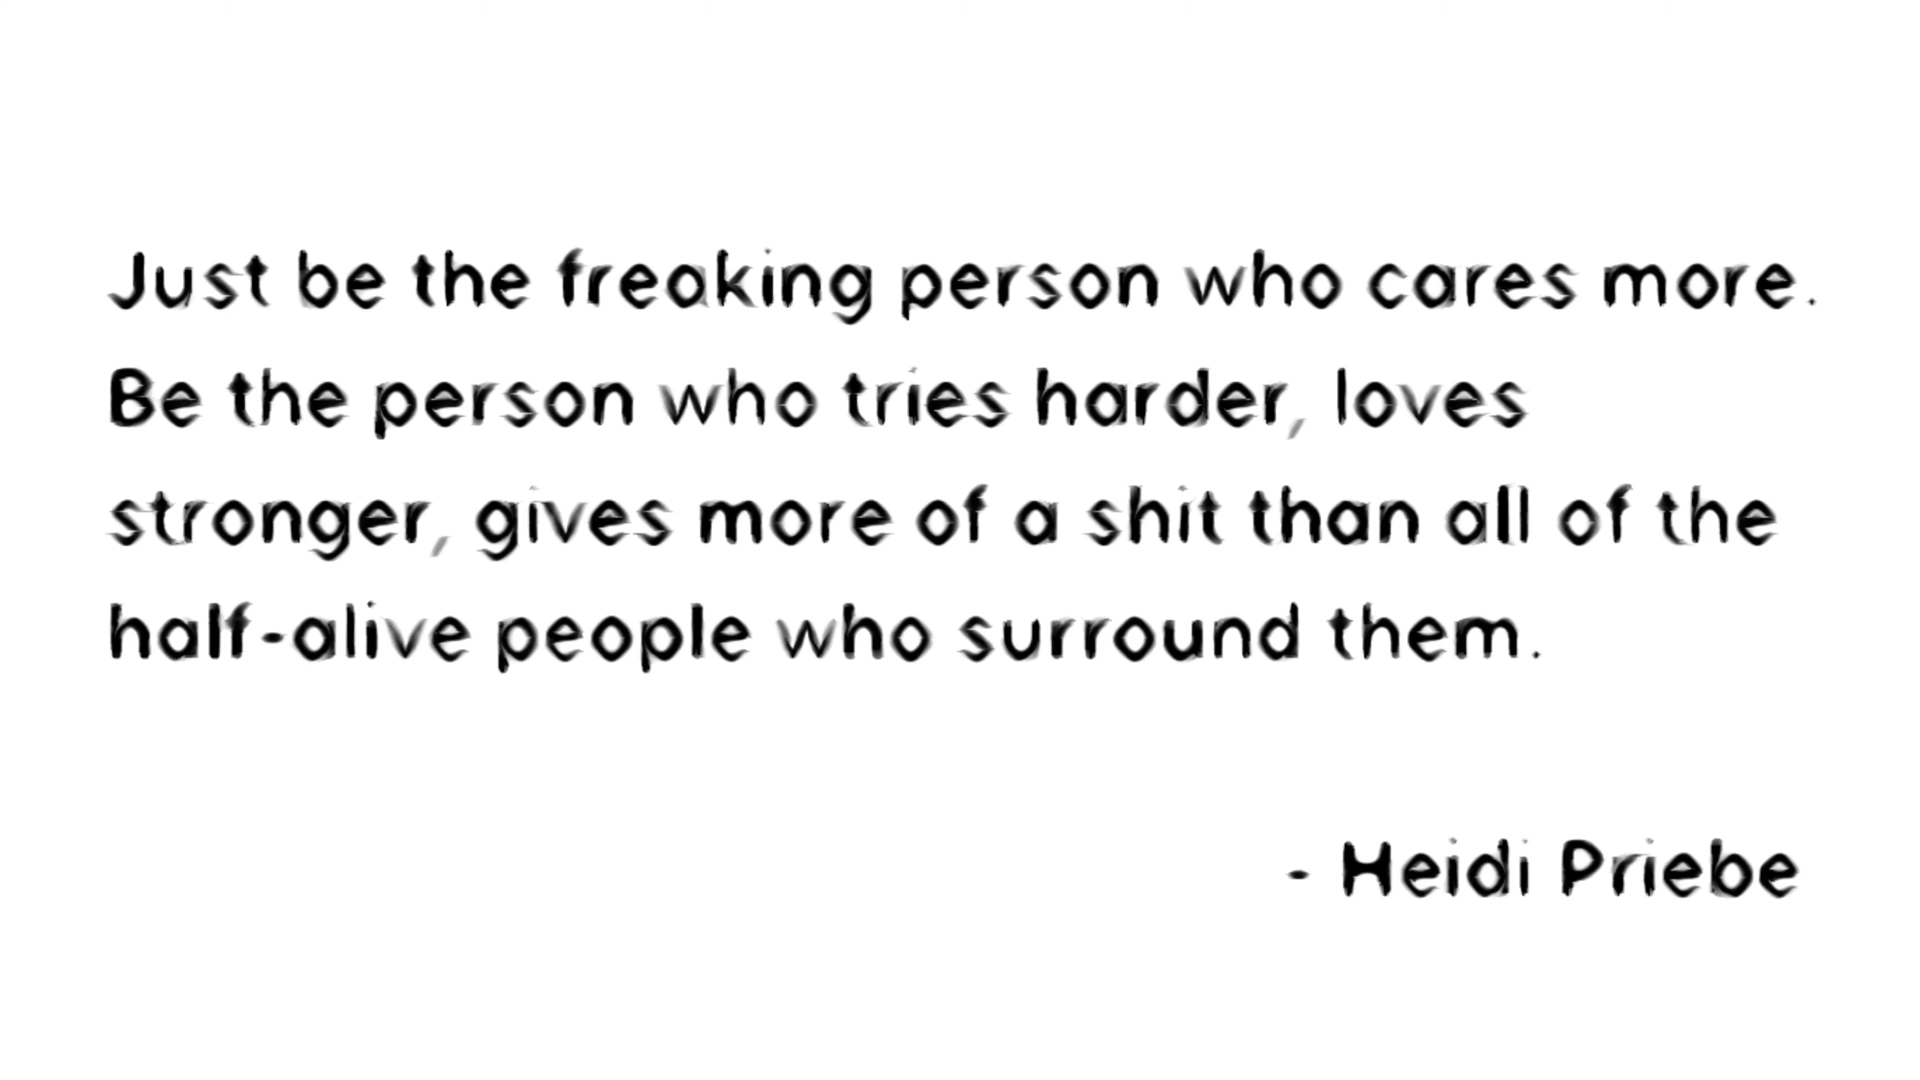 Just be the freaking person who cares more.
Be the person who tries harder, loves
stronger, gives more of a shit than all of the
half-alive people who surround them.
- Heidi Priebe